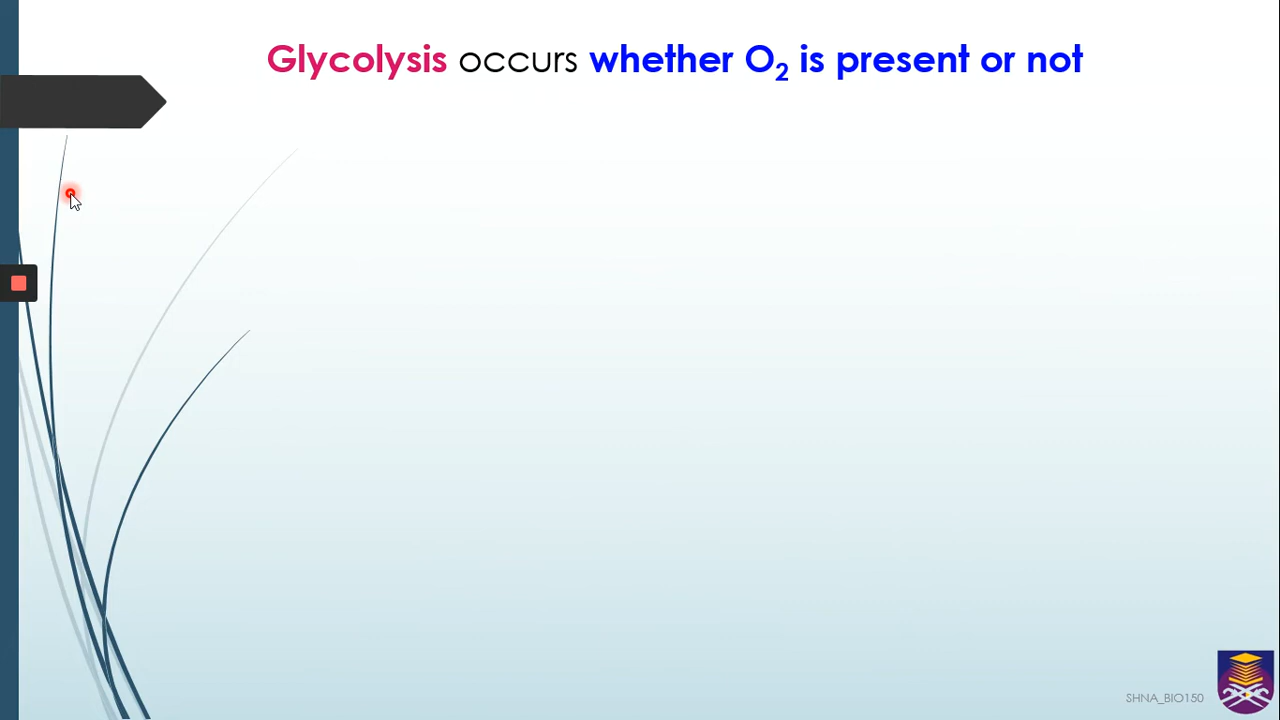 Glycolysis occurs whether O₂ is present or not
SHNA_BIO150